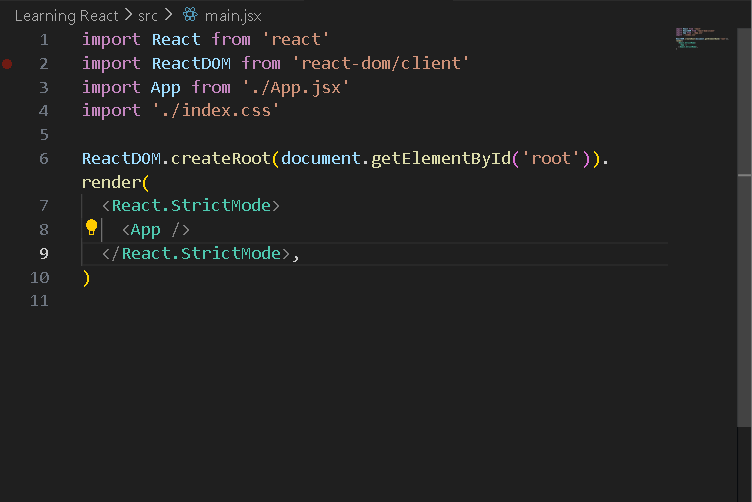 Learning React > src > main.jsx
1 import React from 'react'
2 import ReactDOM from 'react-dom/client'
3 import App from './App.jsx'
4 import './index.css'
5
6 ReactDOM.createRoot(document.getElementById('root')).
render(
7 <React.StrictMode>
8 <App />
9 </React.StrictMode>,
10 )
11